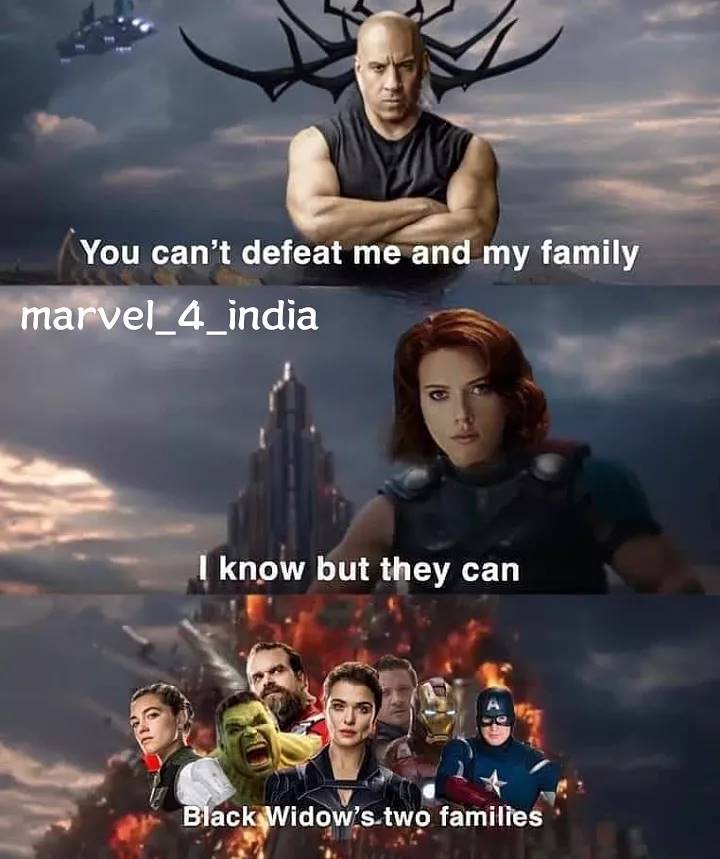 You can't defeat me and my family
marvel_4_india
I know but they can
A
Black Widow's two families